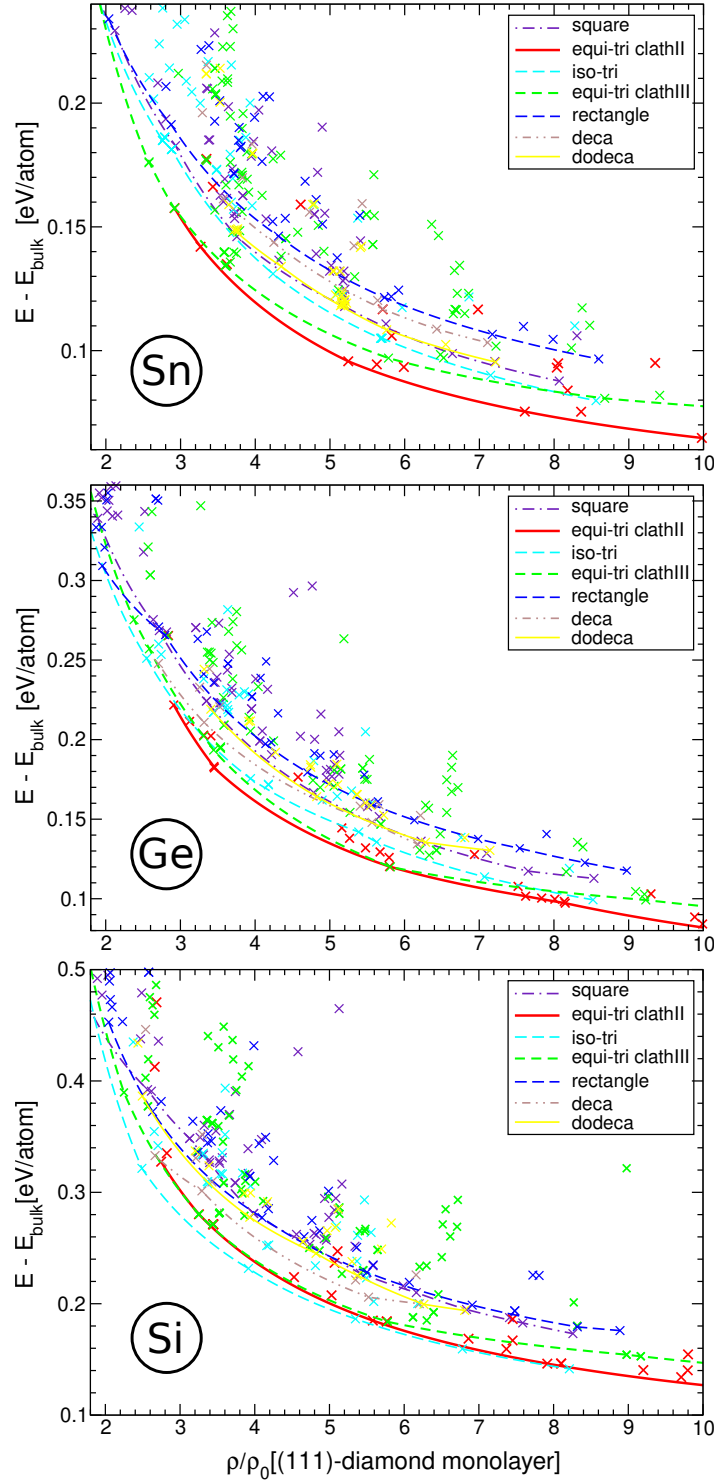 E - E_bulk [eV/atom]
0.2
0.15
0.1
square
equi-tri clathII
iso-tri
equi-tri clathIII
rectangle
deca
dodeca
Sn
2 3 4 5 6 7 8 9 10
E - E_bulk [eV/atom]
0.35
0.3
0.25
0.2
0.15
0.1
square
equi-tri clathII
iso-tri
equi-tri clathIII
rectangle
deca
dodeca
Ge
2 3 4 5 6 7 8 9 10
E - E_bulk[eV/atom]
0.5
0.4
0.3
0.2
0.1
square
equi-tri clathII
iso-tri
equi-tri clathIII
rectangle
deca
dodeca
Si
2 3 4 5 6 7 8 9 10
ρ/ρ_0[(111)-diamond monolayer]